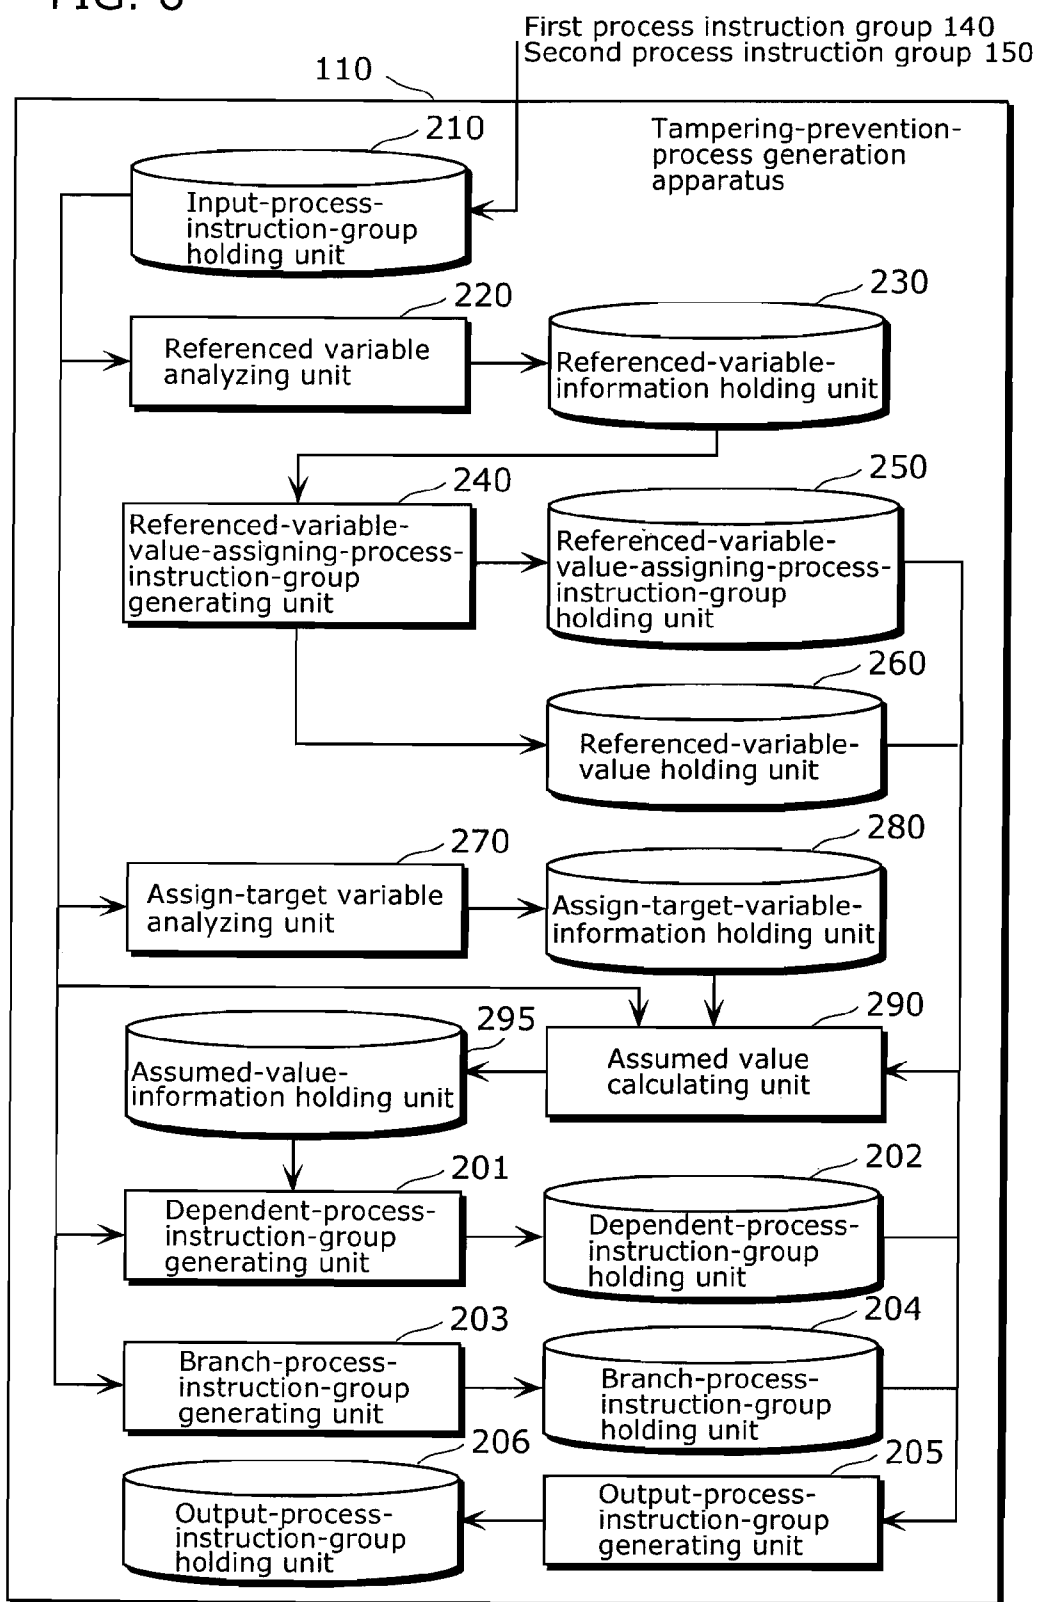 FIG. 6
First process instruction group 140
Second process instruction group 150
110
210
Tampering-prevention-
process generation
apparatus
Input-process-
instruction-group
holding unit
220
230
Referenced variable
analyzing unit
Referenced-variable-
information holding unit
240
250
Referenced-variable-
value-assigning-process-
instruction-group
generating unit
Referenced-variable-
value-assigning-process-
instruction-group
holding unit
260
Referenced-variable-
value holding unit
270
280
Assign-target variable
analyzing unit
Assign-target-variable-
information holding unit
295
290
Assumed-value-
information holding unit
Assumed value
calculating unit
201
202
Dependent-process-
instruction-group
generating unit
Dependent-process-
instruction-group
holding unit
203
204
Branch-process-
instruction-group
generating unit
Branch-process-
instruction-group
holding unit
206
205
Output-process-
instruction-group
holding unit
Output-process-
instruction-group
generating unit